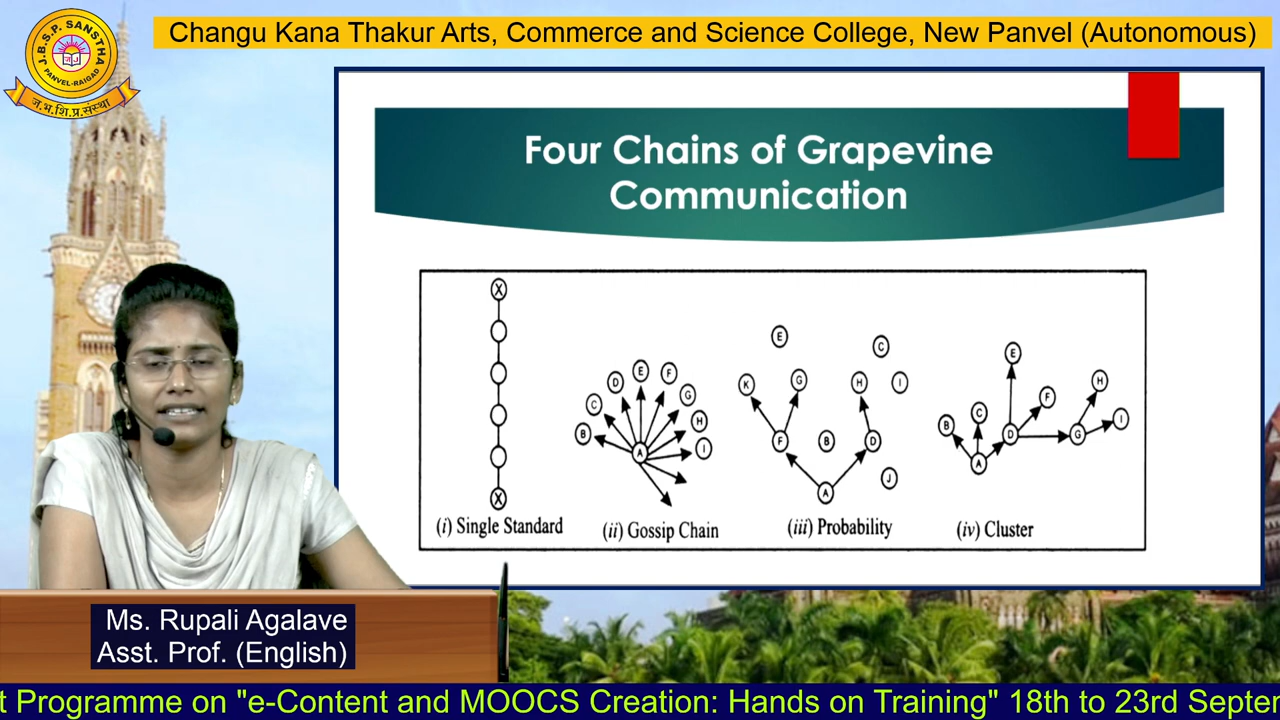 Changu Kana Thakur Arts, Commerce and Science College, New Panvel (Autonomous)
J.B.S.P. SANSTHA
PANVEL-RAIGAD
ज.भ.शि.प्र.संस्था
Four Chains of Grapevine
Communication
X
X
(i) Single Standard
A
B
C
D
E
F
G
H
I
(ii) Gossip Chain
E
C
K
G
H
I
F
B
D
J
A
(iii) Probability
E
H
F
C
B
I
D
G
A
(iv) Cluster
Ms. Rupali Agalave
Asst. Prof. (English)
t Programme on "e-Content and MOOCS Creation: Hands on Training" 18th to 23rd Septe